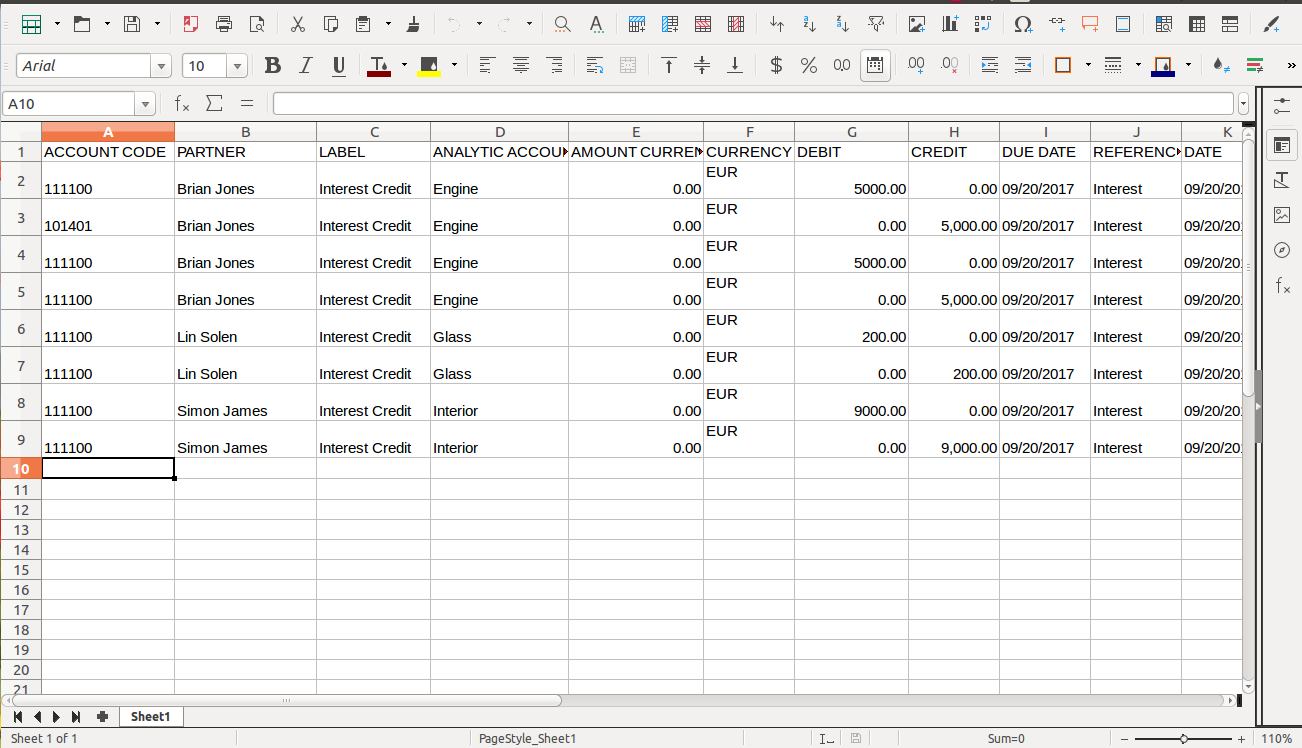 Arial 10
A10
A B C D E F G H I J K
1 ACCOUNT CODE PARTNER LABEL ANALYTIC ACCOU AMOUNT CURREN CURRENCY DEBIT CREDIT DUE DATE REFERENC DATE
2 111100 Brian Jones Interest Credit Engine 0.00 EUR 5000.00 0.00 09/20/2017 Interest 09/20/20
3 101401 Brian Jones Interest Credit Engine 0.00 EUR 0.00 5,000.00 09/20/2017 Interest 09/20/20
4 111100 Brian Jones Interest Credit Engine 0.00 EUR 5000.00 0.00 09/20/2017 Interest 09/20/20
5 111100 Brian Jones Interest Credit Engine 0.00 EUR 0.00 5,000.00 09/20/2017 Interest 09/20/20
6 111100 Lin Solen Interest Credit Glass 0.00 EUR 200.00 0.00 09/20/2017 Interest 09/20/20
7 111100 Lin Solen Interest Credit Glass 0.00 EUR 0.00 200.00 09/20/2017 Interest 09/20/20
8 111100 Simon James Interest Credit Interior 0.00 EUR 9000.00 0.00 09/20/2017 Interest 09/20/20
9 111100 Simon James Interest Credit Interior 0.00 EUR 0.00 9,000.00 09/20/2017 Interest 09/20/20
10
11
12
13
14
15
16
17
18
19
20
21
Sheet1
Sheet 1 of 1 PageStyle_Sheet1 Sum=0 110%